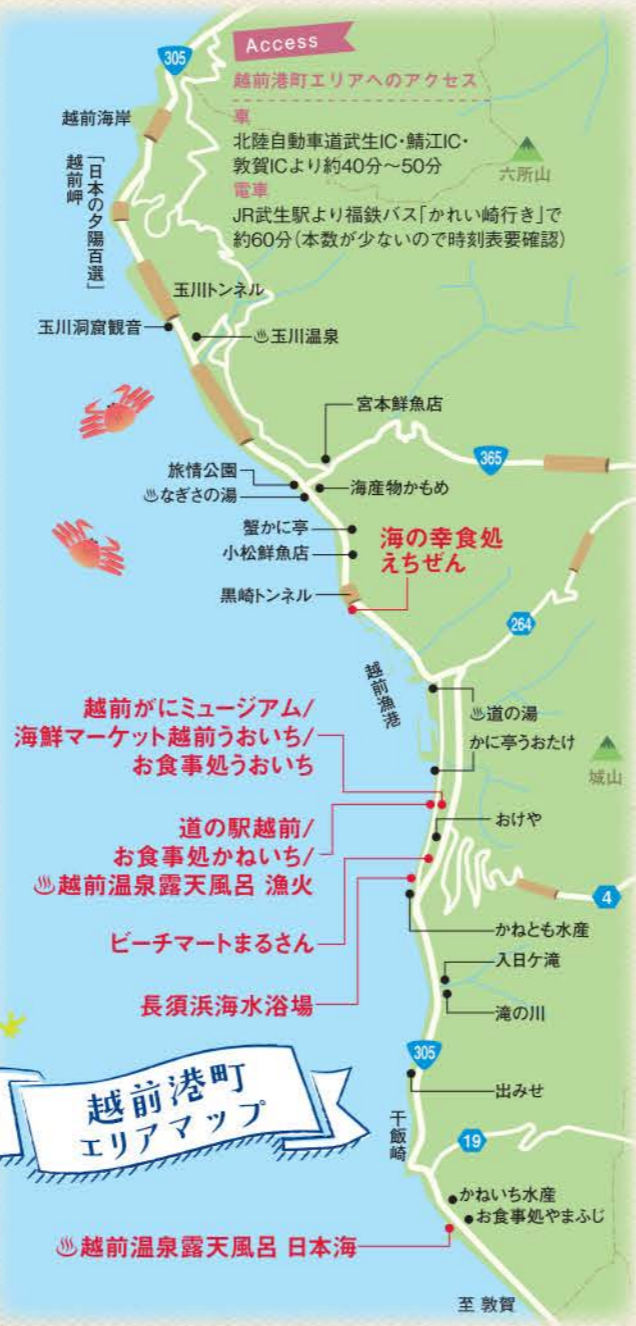 Access
越前港町エリアへのアクセス
車
北陸自動車道武生IC・鯖江IC・
敦賀ICより約40分〜50分
電車
JR武生駅より福鉄バス「かれい崎行き」で
約60分(本数が少ないので時刻表要確認)
305
越前海岸
「日本の夕陽百選」
越前岬
六所山
玉川トンネル
玉川洞窟観音
♨玉川温泉
宮本鮮魚店
365
旅情公園
♨なぎさの湯
海産物かもめ
蟹かに亭
小松鮮魚店
海の幸食処
えちぜん
黒崎トンネル
264
越前漁港
♨道の湯
かに亭うおたけ
城山
越前がにミュージアム/
海鮮マーケット越前うおいち/
お食事処うおいち
道の駅越前/
お食事処かねいち/
♨越前温泉露天風呂 漁火
おけや
4
ビーチマートまるさん
かねとも水産
入日ケ滝
長須浜海水浴場
滝の川
305
出みせ
越前港町
エリアマップ
干飯崎
19
かねいち水産
お食事処やまふじ
♨越前温泉露天風呂 日本海
至 敦賀